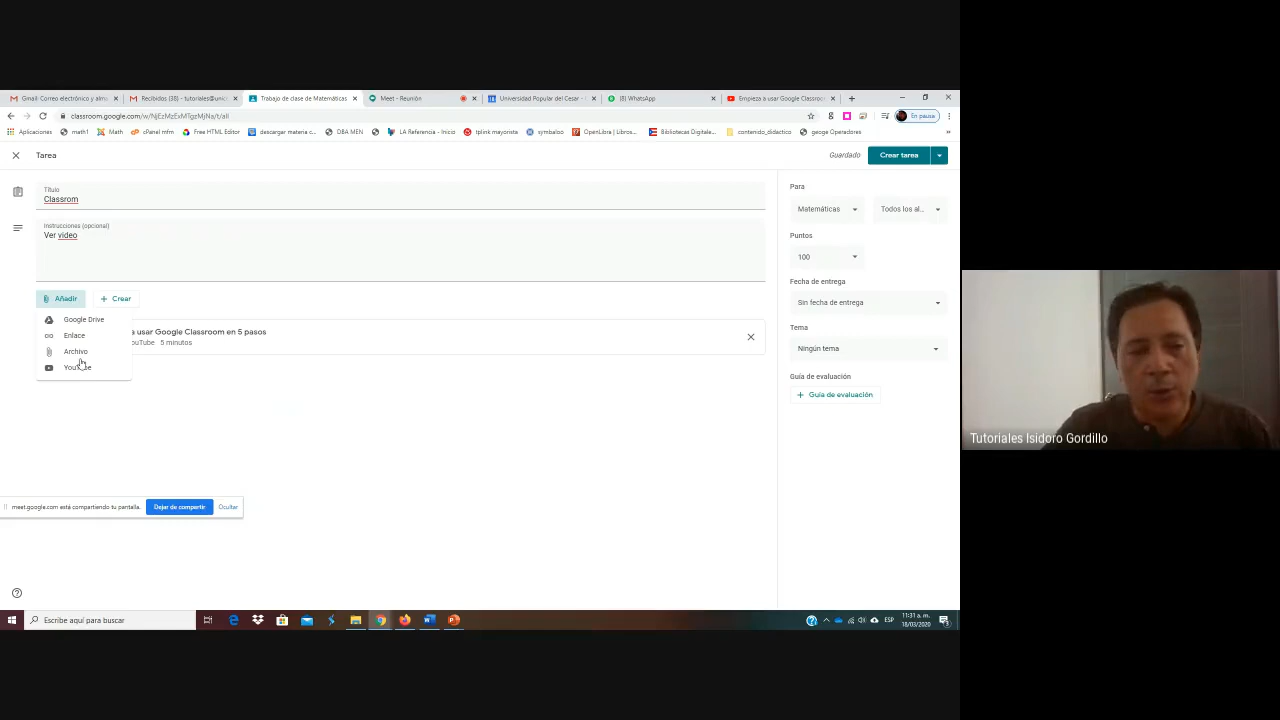 Gmail: Correo electrónico y alma
Recibidos (38) - tutoriales@unic
Trabajo de clase de Matemáticas
Meet - Reunión
Universidad Popular del Cesar -
(8) WhatsApp
Empieza a usar Google Classroo
classroom.google.com/w/NjEzMzExMTgzMjNa/t/all
En pausa
Aplicaciones
math1
Math
cPanel mfm
Free HTML Editor
descargar materia c...
DBA MEN
LA Referencia - Inicio
tplink mayorista
symbaloo
OpenLibra | Libros...
Bibliotecas Digitale...
contenido_didactico
geoge Operadores
Tarea
Guardado
Crear tarea
Título
Classrom
Instrucciones (opcional)
Ver video
Añadir
Crear
Google Drive
Enlace
Archivo
YouTube
a usar Google Classroom en 5 pasos
ouTube 5 minutos
Para
Matemáticas
Todos los al...
Puntos
100
Fecha de entrega
Sin fecha de entrega
Tema
Ningún tema
Guía de evaluación
Guía de evaluación
meet.google.com está compartiendo tu pantalla.
Dejar de compartir
Ocultar
Escribe aquí para buscar
ESP
11:31 a. m.
18/03/2020
Tutoriales Isidoro Gordillo